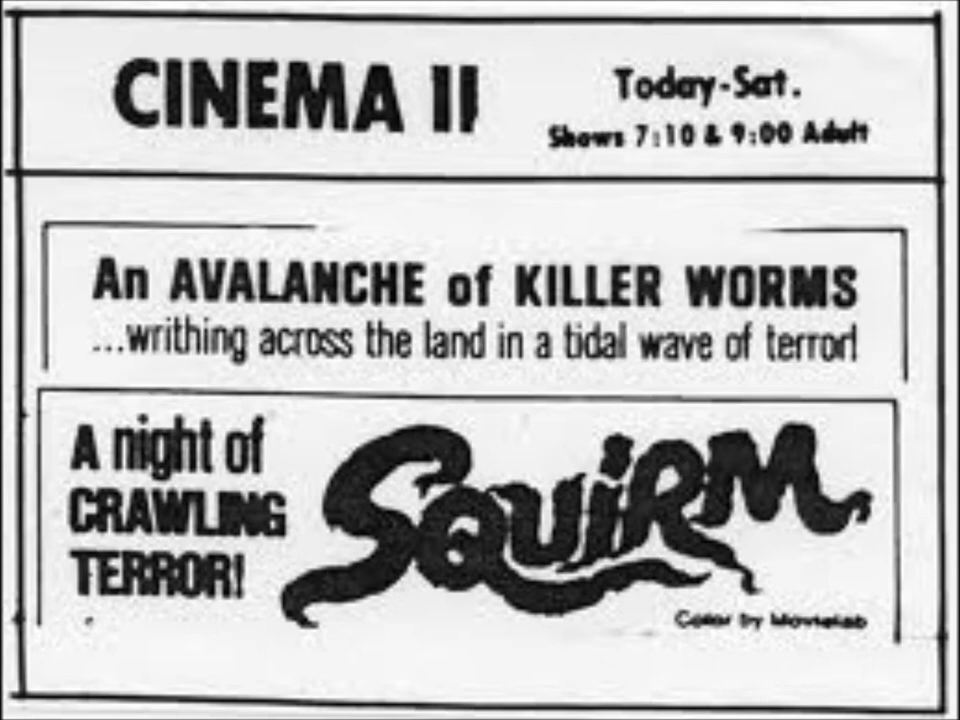 CINEMA II
Today-Sat.
Shows 7:10 & 9:00 Adult
An AVALANCHE of KILLER WORMS
...writhing across the land in a tidal wave of terror!
A night of
CRAWLING
TERROR!
SQUiRM
Color by Movielab